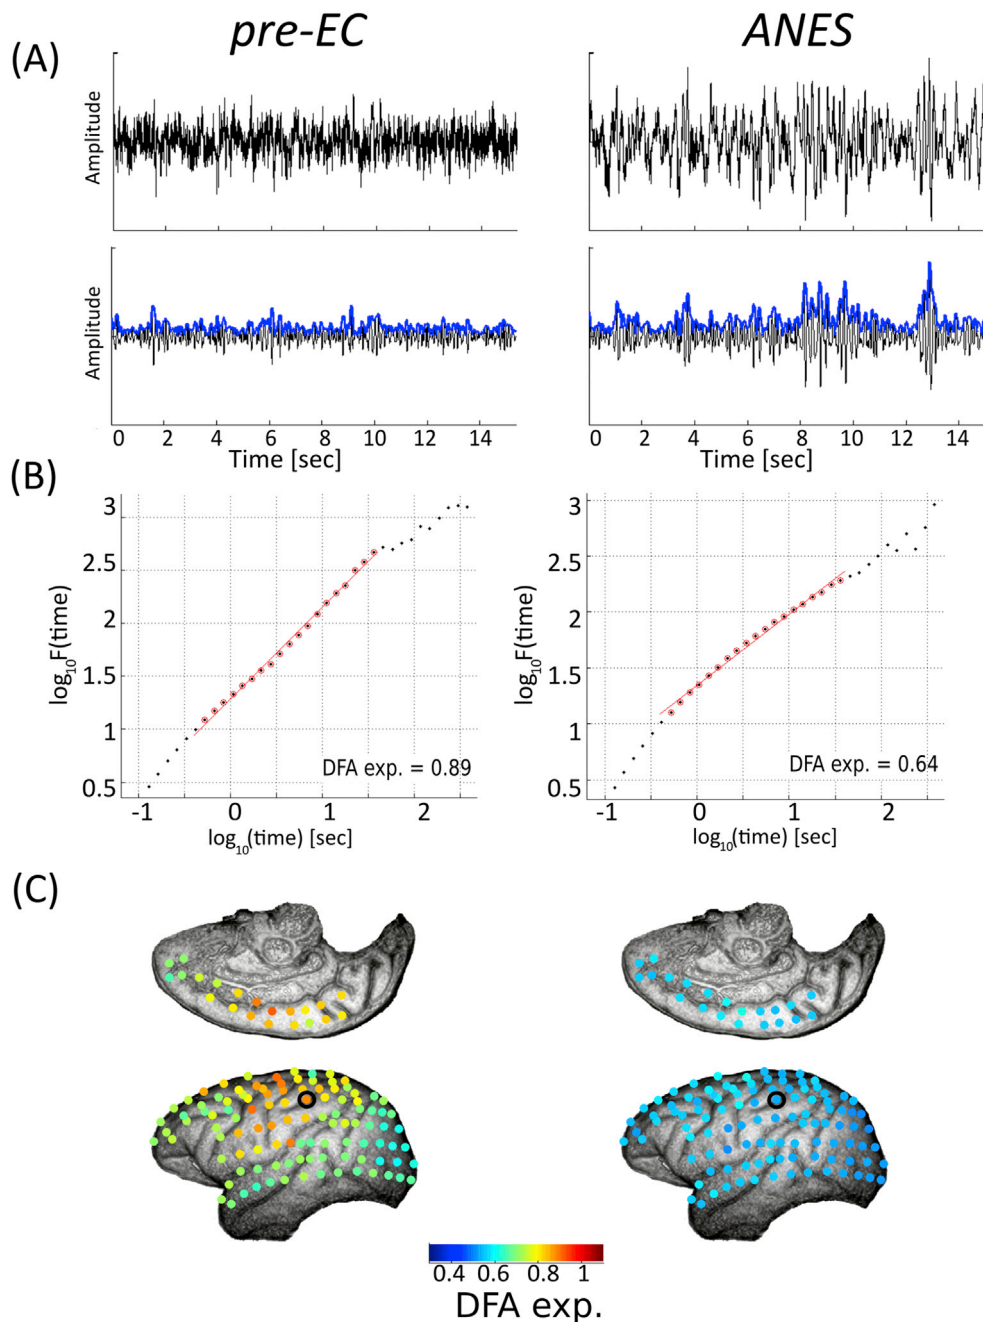 pre-EC ANES
(A)
Amplitude
Amplitude
0 2 4 6 8 10 12 14
0 2 4 6 8 10 12 14
Time [sec]
Time [sec]
(B)
3
2.5
2
1.5
1
0.5
log10F(time)
DFA exp. = 0.89
-1 0 1 2
log10(time) [sec]
3
2.5
2
1.5
1
0.5
log10F(time)
DFA exp. = 0.64
-1 0 1 2
log10(time) [sec]
(C)
0.4 0.6 0.8 1
DFA exp.